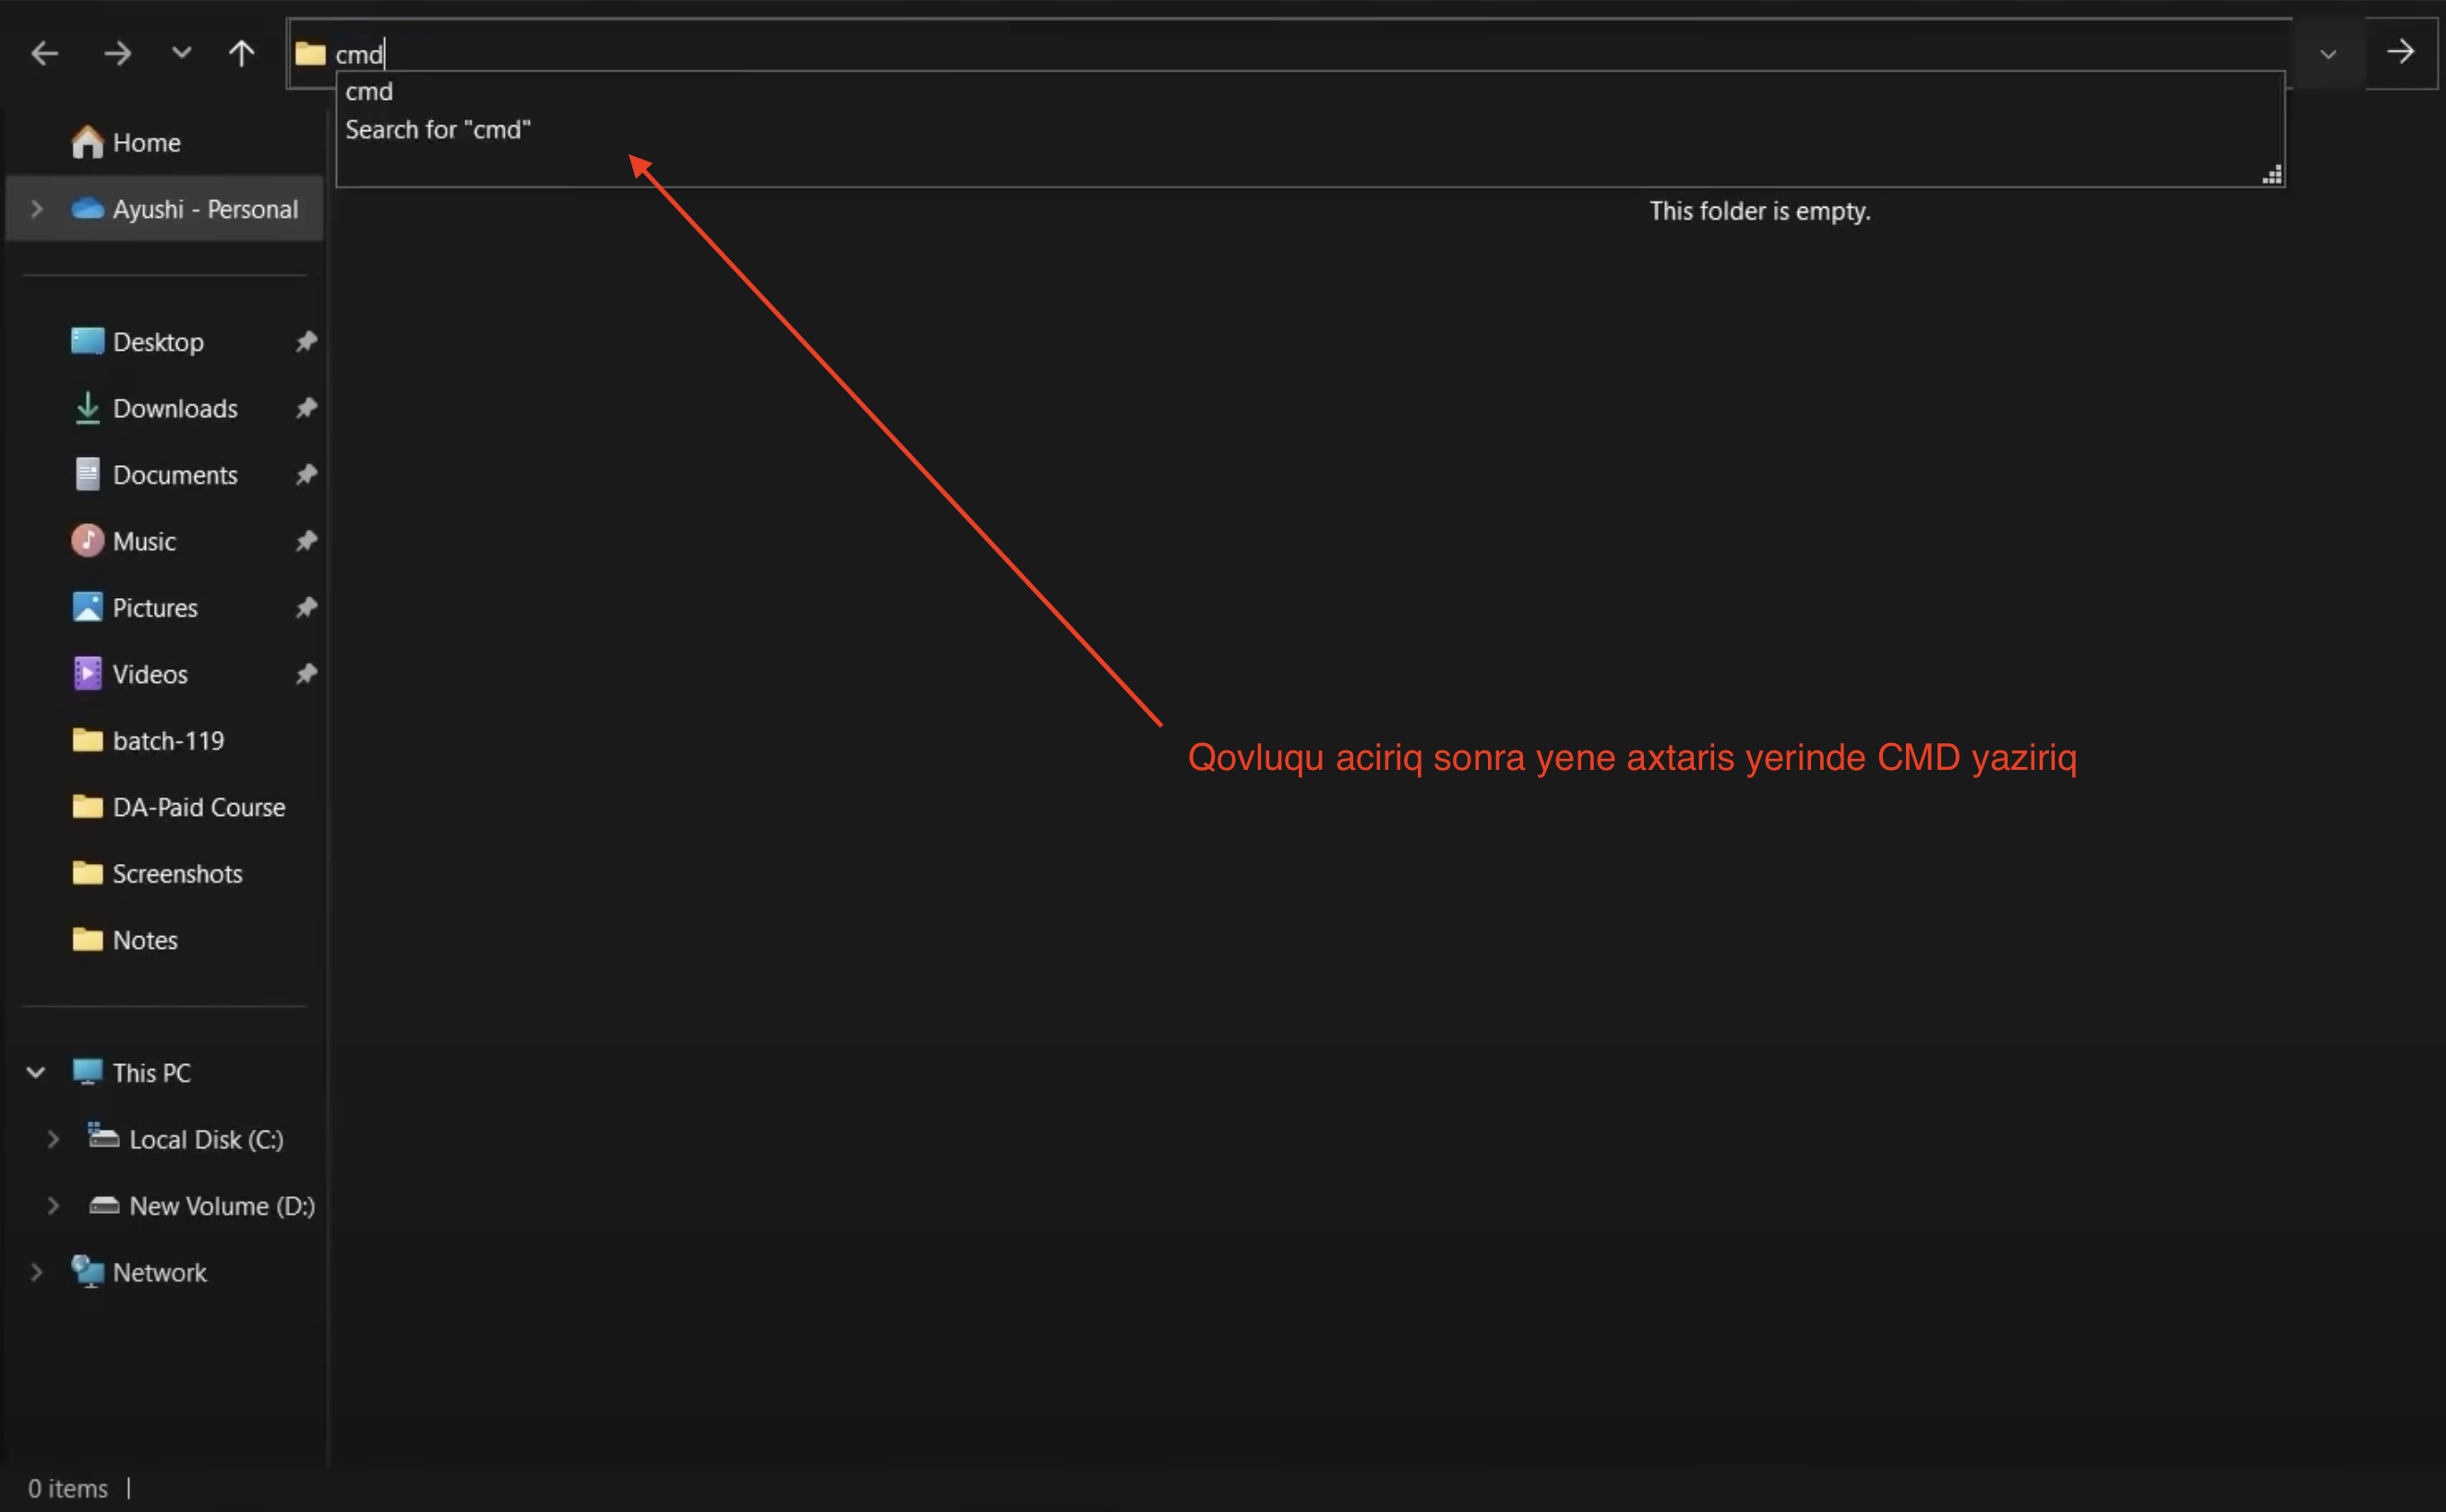 cmd
cmd
Search for "cmd"
Home
Ayushi - Personal
This folder is empty.
Desktop
Downloads
Documents
Music
Pictures
Videos
batch-119
Qovluqu aciriq sonra yene axtaris yerinde CMD yaziriq
DA-Paid Course
Screenshots
Notes
This PC
Local Disk (C:)
New Volume (D:)
Network
0 items